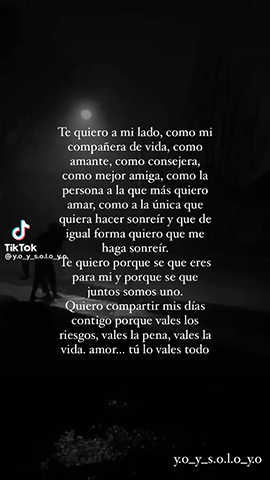 Te quiero a mi lado, como mi
compañera de vida, como
amante, como consejera,
como mejor amiga, como la
persona a la que más quiero
amar, como a la única que
quiera hacer sonreír y que de
igual forma quiero que me
haga sonreír.
Te quiero porque se que eres
para mi y porque se que
juntos somos uno.
Quiero compartir mis días
contigo porque vales los
riesgos, vales la pena, vales la
vida. amor... tú lo vales todo
TikTok
@y.o_y_s.o.l.o_y.o
y.o_y_s.o.l.o_y.o